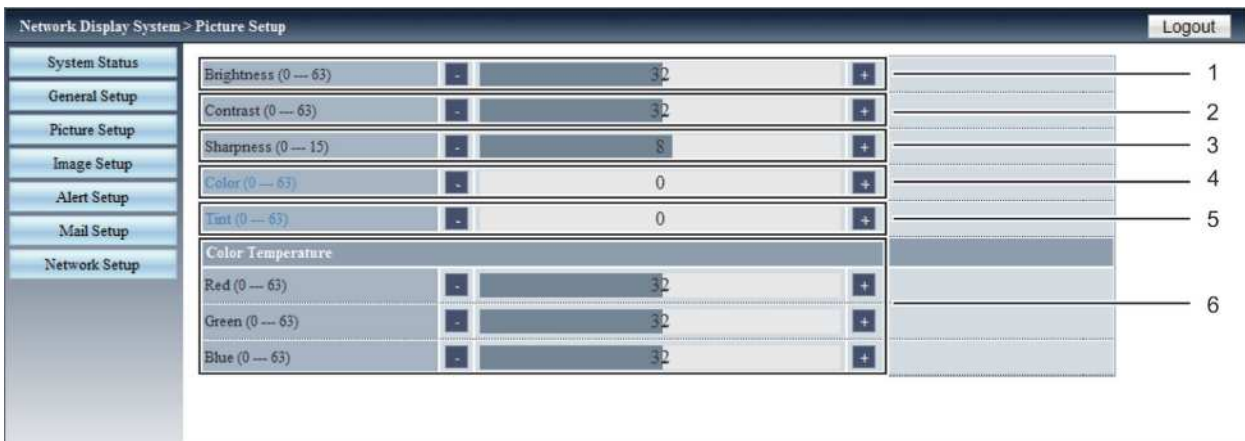 Network Display System > Picture Setup
Logout
System Status
General Setup
Picture Setup
Image Setup
Alert Setup
Mail Setup
Network Setup
Brightness (0 --- 63) - 32 + 1
Contrast (0 --- 63) - 32 + 2
Sharpness (0 --- 15) - 8 + 3
Color (0 --- 63) - 0 + 4
Tint (0 --- 63) - 0 + 5
Color Temperature
Red (0 --- 63) - 32 +
Green (0 --- 63) - 32 + 6
Blue (0 --- 63) - 32 +